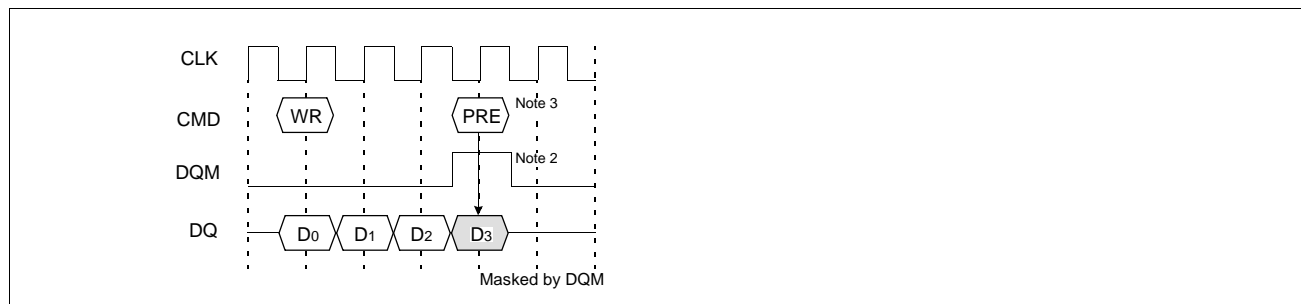 CLK
CMD WR PRE Note 3
DQM Note 2
DQ D0 D1 D2 D3
Masked by DQM